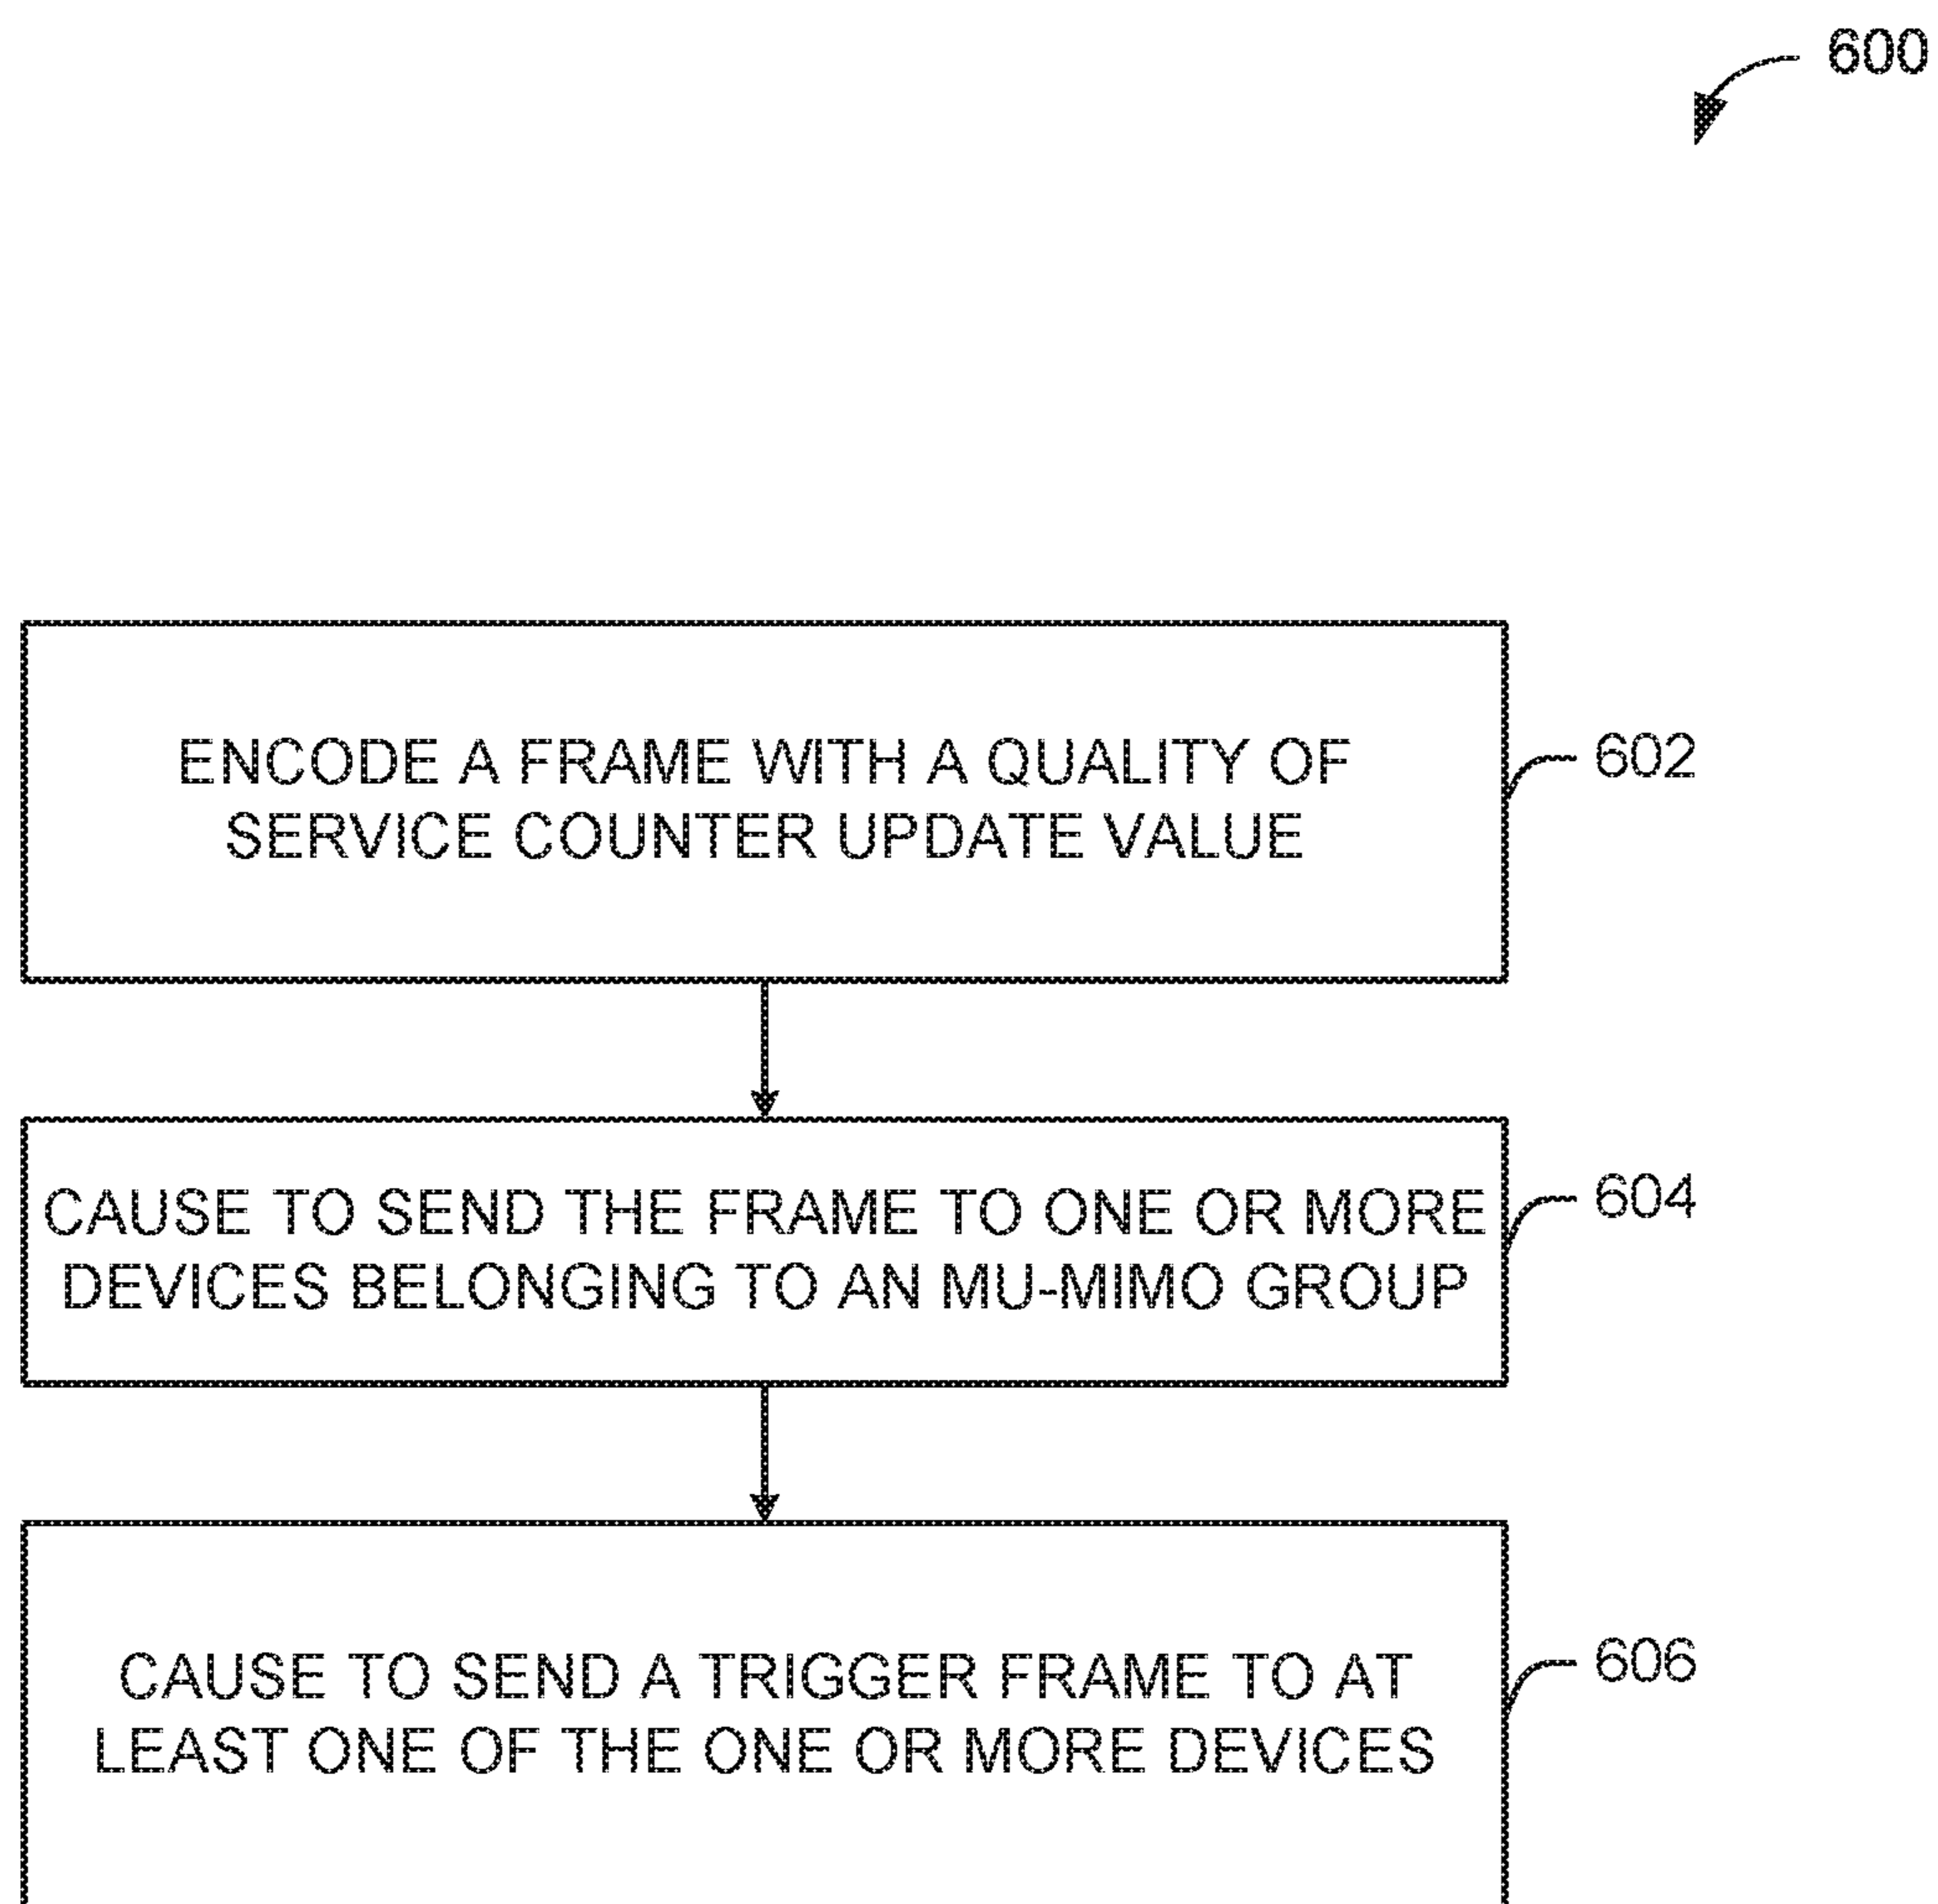 600
ENCODE A FRAME WITH A QUALITY OF
SERVICE COUNTER UPDATE VALUE
602
CAUSE TO SEND THE FRAME TO ONE OR MORE
DEVICES BELONGING TO AN MU-MIMO GROUP
604
CAUSE TO SEND A TRIGGER FRAME TO AT
LEAST ONE OF THE ONE OR MORE DEVICES
606